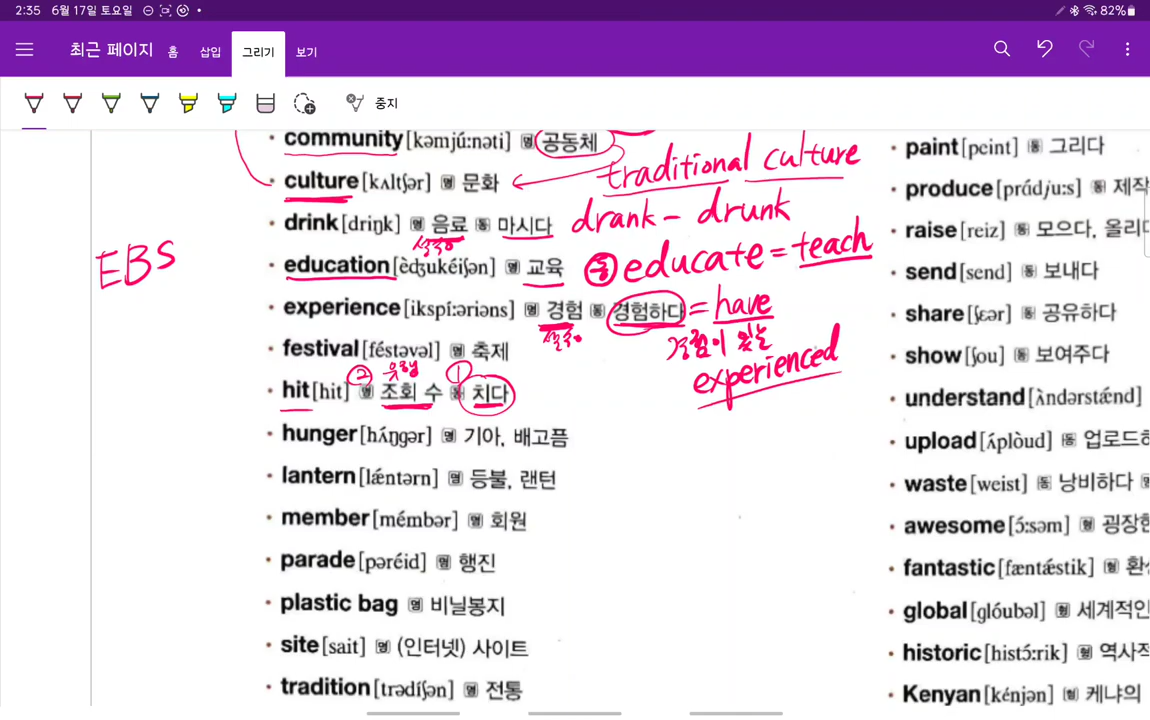 2:35 6월 17일 토요일 82%
최근 페이지 홈 삽입 그리기 보기
중지
community[kəmjúːnəti] 명 공동체
traditional culture
culture[kʌltʃər] 명 문화
drink[driŋk] 명 음료 동 마시다
drank - drunk
EBS
education[èdʒukéiʃən] 명 교육
동 educate = teach
experience[ikspíːəriəns] 명 경험 동 경험하다 = have
경험이 있는
experienced
festival[féstəvəl] 명 축제
② ①
hit[hit] 명 조회 수 동 치다
hunger[hʌ́ŋgər] 명 기아, 배고픔
lantern[lǽntərn] 명 등불, 랜턴
member[mémbər] 명 회원
parade[pəréid] 명 행진
plastic bag 명 비닐봉지
site[sait] 명 (인터넷) 사이트
tradition[trədíʃən] 명 전통
paint[peint] 동 그리다
produce[prədjúːs] 동 제작
raise[reiz] 동 모으다, 올리다
send[send] 동 보내다
share[ʃɛər] 동 공유하다
show[ʃou] 동 보여주다
understand[ʌ̀ndərstǽnd]
upload[ʌ́plòud] 동 업로드하
waste[weist] 동 낭비하다
awesome[ɔ́ːsəm] 형 굉장한
fantastic[fæntǽstik] 형 환
global[glóubəl] 형 세계적인
historic[histɔ́ːrik] 형 역사적
Kenyan[kénjən] 형 케냐의